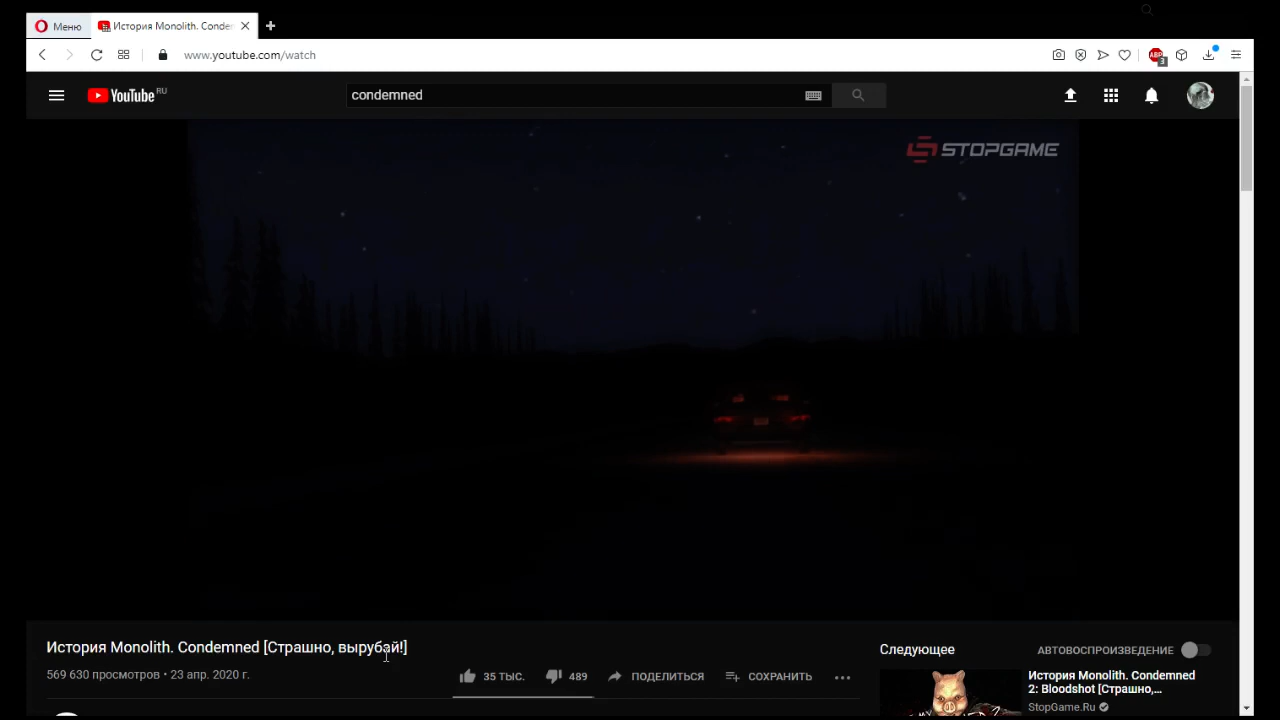 Меню
История Monolith. Conde
www.youtube.com/watch
ABP
3
YouTube RU
condemned
STOPGAME
История Monolith. Condemned [Страшно, вырубай!]
569 630 просмотров • 23 апр. 2020 г.
35 ТЫС.
489
ПОДЕЛИТЬСЯ
СОХРАНИТЬ
Следующее
АВТОВОСПРОИЗВЕДЕНИЕ
История Monolith. Condemned
2: Bloodshot [Страшно,...
StopGame.Ru